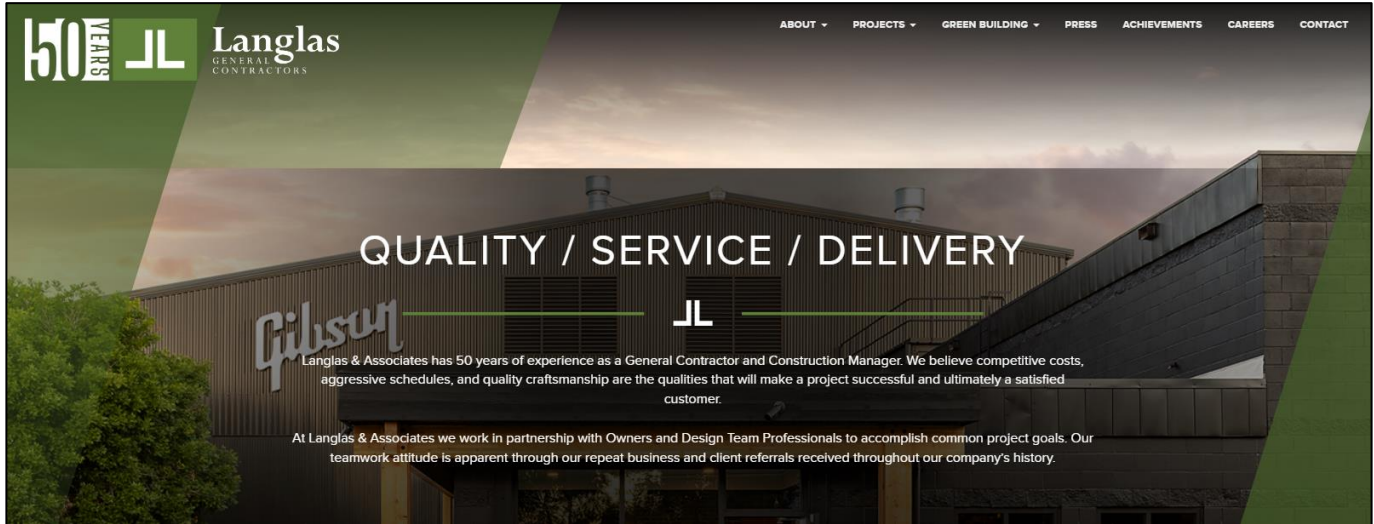 50 YEARS
Langlas
GENERAL
CONTRACTORS
ABOUT PROJECTS GREEN BUILDING PRESS ACHIEVEMENTS CAREERS CONTACT
QUALITY / SERVICE / DELIVERY
Gibson
Langlas & Associates has 50 years of experience as a General Contractor and Construction Manager. We believe competitive costs,
aggressive schedules, and quality craftsmanship are the qualities that will make a project successful and ultimately a satisfied
customer.
At Langlas & Associates we work in partnership with Owners and Design Team Professionals to accomplish common project goals. Our
teamwork attitude is apparent through our repeat business and client referrals received throughout our company's history.